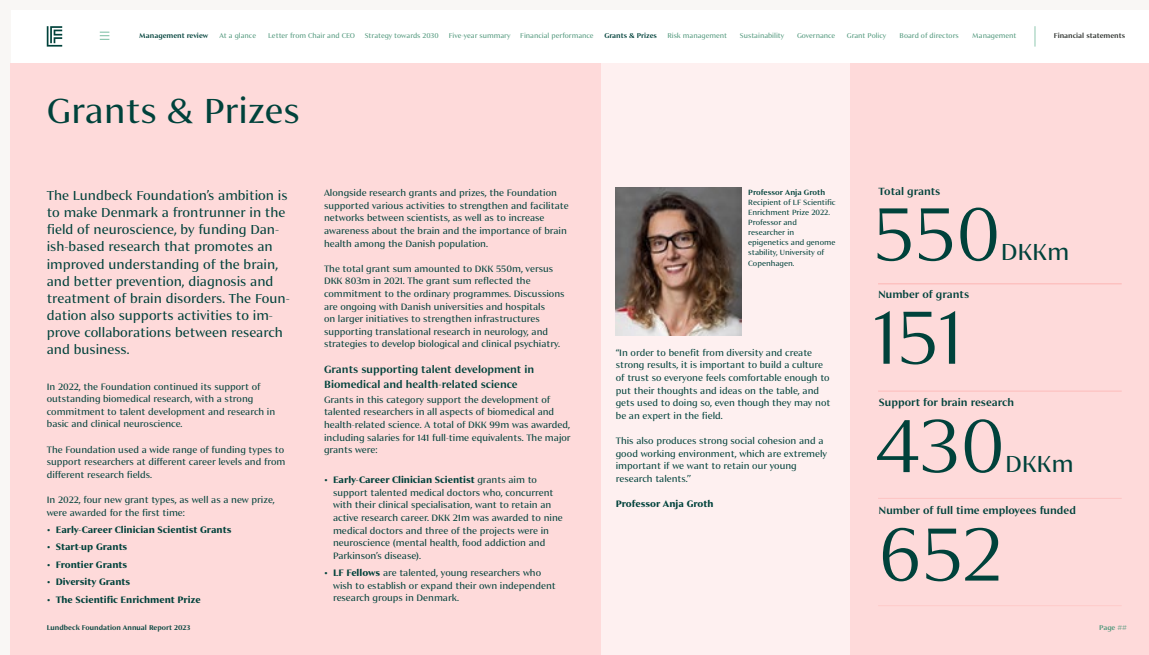 Management review
At a glance
Letter from Chair and CEO
Strategy towards 2030
Five-year summary
Financial performance
Grants & Prizes
Risk management
Sustainability
Governance
Grant Policy
Board of directors
Management
Financial statements
Grants & Prizes
The Lundbeck Foundation’s ambition is
to make Denmark a frontrunner in the
field of neuroscience, by funding Dan-
ish-based research that promotes an
improved understanding of the brain,
and better prevention, diagnosis and
treatment of brain disorders. The Foun-
dation also supports activities to im-
prove collaborations between research
and business.
In 2022, the Foundation continued its support of
outstanding biomedical research, with a strong
commitment to talent development and research in
basic and clinical neuroscience.
The Foundation used a wide range of funding types to
support researchers at different career levels and from
different research fields.
In 2022, four new grant types, as well as a new prize,
were awarded for the first time:
• Early-Career Clinician Scientist Grants
• Start-up Grants
• Frontier Grants
• Diversity Grants
• The Scientific Enrichment Prize
Alongside research grants and prizes, the Foundation
supported various activities to strengthen and facilitate
networks between scientists, as well as to increase
awareness about the brain and the importance of brain
health among the Danish population.
The total grant sum amounted to DKK 550m, versus
DKK 803m in 2021. The grant sum reflected the
commitment to the ordinary programmes. Discussions
are ongoing with Danish universities and hospitals
on larger initiatives to strengthen infrastructures
supporting translational research in neurology, and
strategies to develop biological and clinical psychiatry.
Grants supporting talent development in
Biomedical and health-related science
Grants in this category support the development of
talented researchers in all aspects of biomedical and
health-related science. A total of DKK 99m was awarded,
including salaries for 141 full-time equivalents. The major
grants were:
• Early-Career Clinician Scientist grants aim to
support talented medical doctors who, concurrent
with their clinical specialisation, want to retain an
active research career. DKK 21m was awarded to nine
medical doctors and three of the projects were in
neuroscience (mental health, food addiction and
Parkinson’s disease).
• LF Fellows are talented, young researchers who
wish to establish or expand their own independent
research groups in Denmark.
Professor Anja Groth
Recipient of LF Scientific
Enrichment Prize 2022.
Professor and
researcher in
epigenetics and genome
stability, University of
Copenhagen.
“In order to benefit from diversity and create
strong results, it is important to build a culture
of trust so everyone feels comfortable enough to
put their thoughts and ideas on the table, and
gets used to doing so, even though they may not
be an expert in the field.
This also produces strong social cohesion and a
good working environment, which are extremely
important if we want to retain our young
research talents.”
Professor Anja Groth
Total grants
550 DKKm
Number of grants
151
Support for brain research
430 DKKm
Number of full time employees funded
652
Lundbeck Foundation Annual Report 2023
Page ##